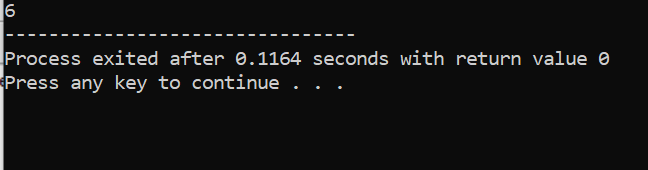 6
--------------------------------
Process exited after 0.1164 seconds with return value 0
Press any key to continue . . .